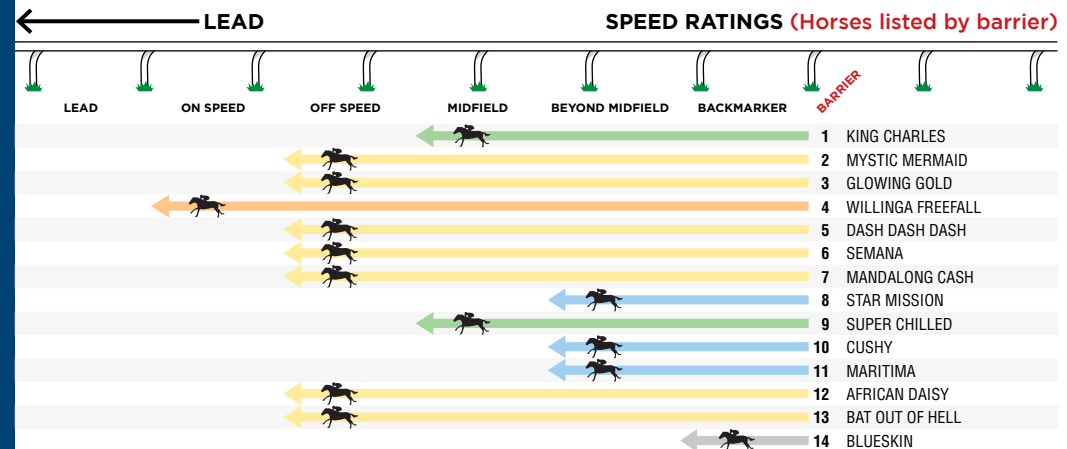 LEAD SPEED RATINGS (Horses listed by barrier)
LEAD ON SPEED OFF SPEED MIDFIELD BEYOND MIDFIELD BACKMARKER BARRIER
1 KING CHARLES
2 MYSTIC MERMAID
3 GLOWING GOLD
4 WILLINGA FREEFALL
5 DASH DASH DASH
6 SEMANA
7 MANDALONG CASH
8 STAR MISSION
9 SUPER CHILLED
10 CUSHY
11 MARITIMA
12 AFRICAN DAISY
13 BAT OUT OF HELL
14 BLUESKIN